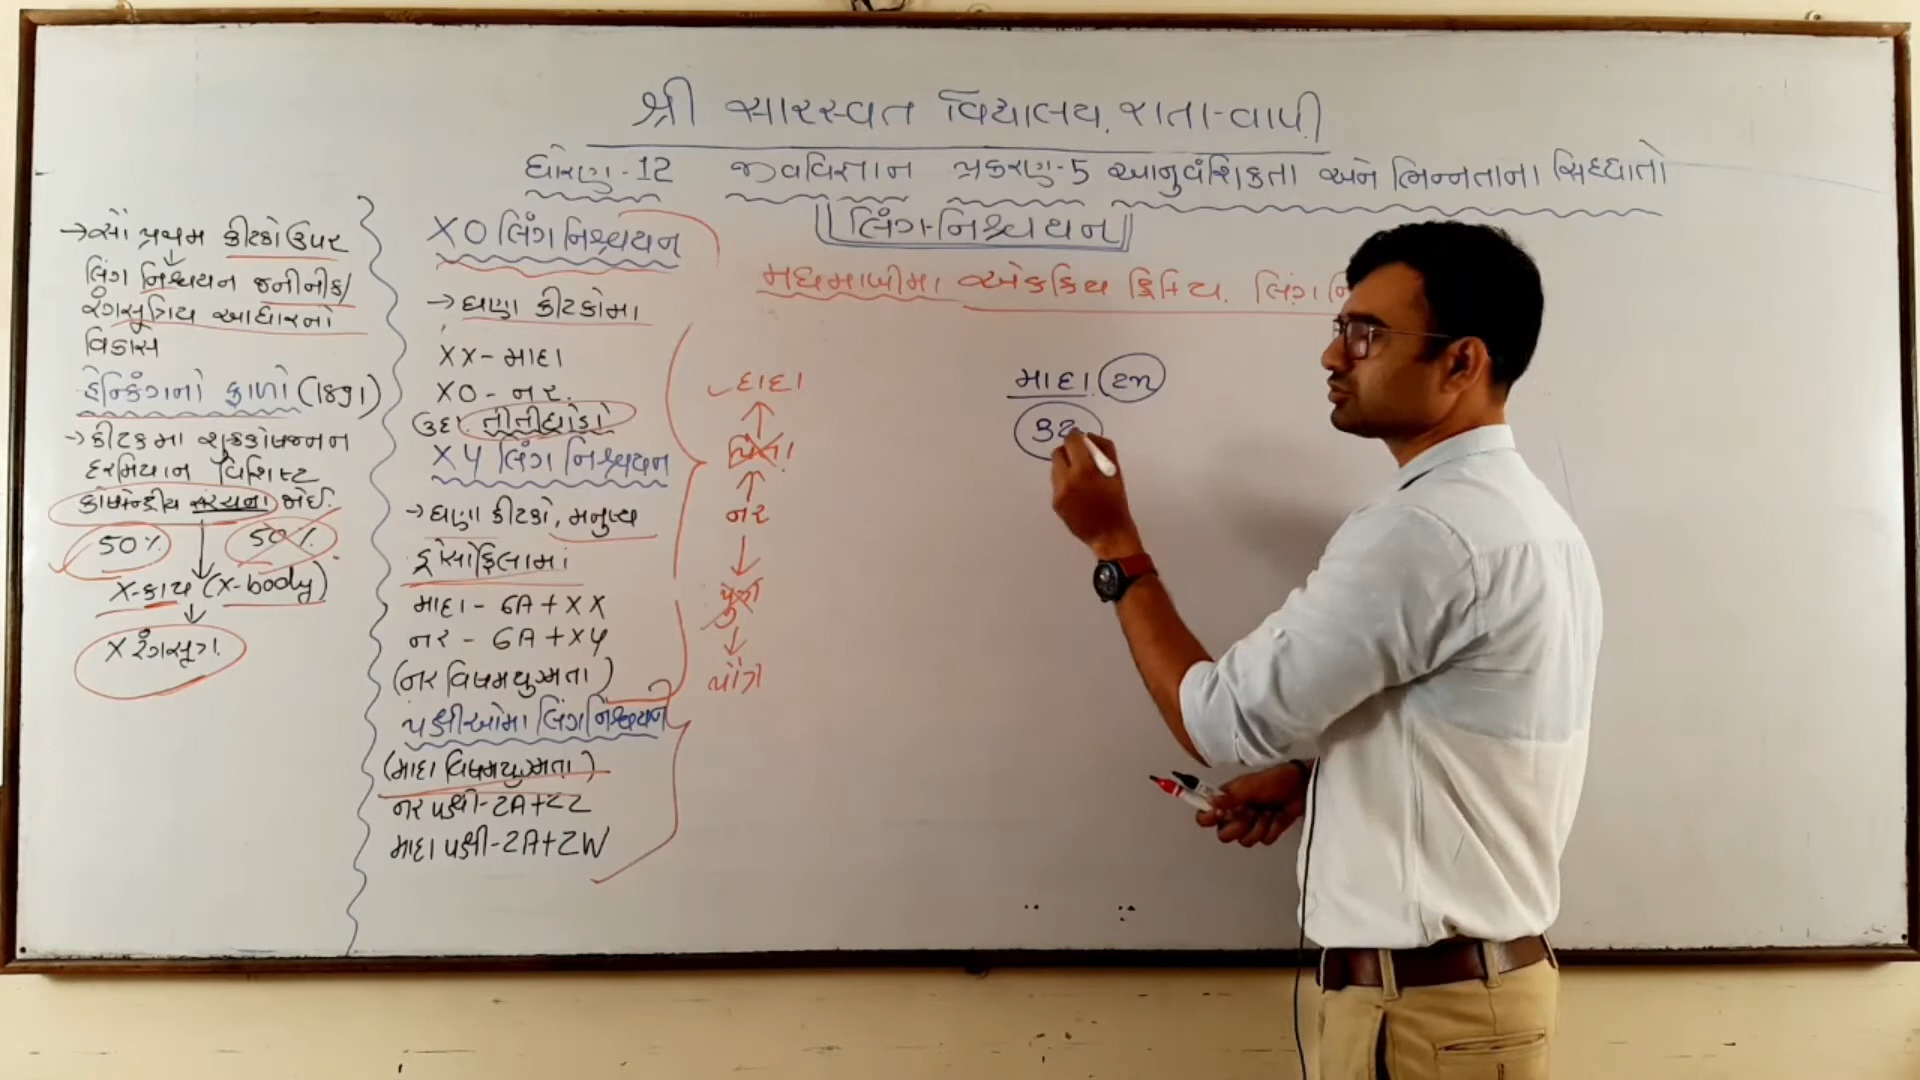 શ્રી સારસ્વત વિદ્યાલય, રાતા-વાપી
ધોરણ-12 જીવવિજ્ઞાન પ્રકરણ-5 આનુવંશિકતા અને ભિન્નતાના સિદ્ધાંતો
લિંગ-નિશ્ચયન
→સૌ પ્રથમ કીટકો ઉપર
લિંગ નિશ્ચયન જનીનીક/
રંગસૂત્રિય આધારનો
વિકાસ
હેન્કિંગનો ફાળો (1891)
→કીટકમા શુક્રકોષજનન
દરમિયાન વિશિષ્ટ
કોષકેન્દ્રીય સંરચના જોઈ.
50% 50%
X-કાય (X-body)
X રંગસૂત્ર
XO લિંગ નિશ્ચયન
→ઘણા કીટકોમા
XX- માદા
XO - નર.
ઉદા. તીતીઘોડો
XY લિંગ નિશ્ચયન
→ઘણા કીટકો, મનુષ્ય
ડ્રોસોફિલામાં
માદા - 6A + XX
નર - 6A + XY
(નર વિષમયુગ્મતા)
પક્ષીઓમા લિંગ નિશ્ચયન
(માદા વિષમયુગ્મતા)
નર પક્ષી-2A+ZZ
માદા પક્ષી-2A+ZW
દાદા
પિતા
નર
પુત્ર
પૌત્ર
મધમાખીમા એકકિય દ્વિકિય લિંગ નિ
માદા 2n
32